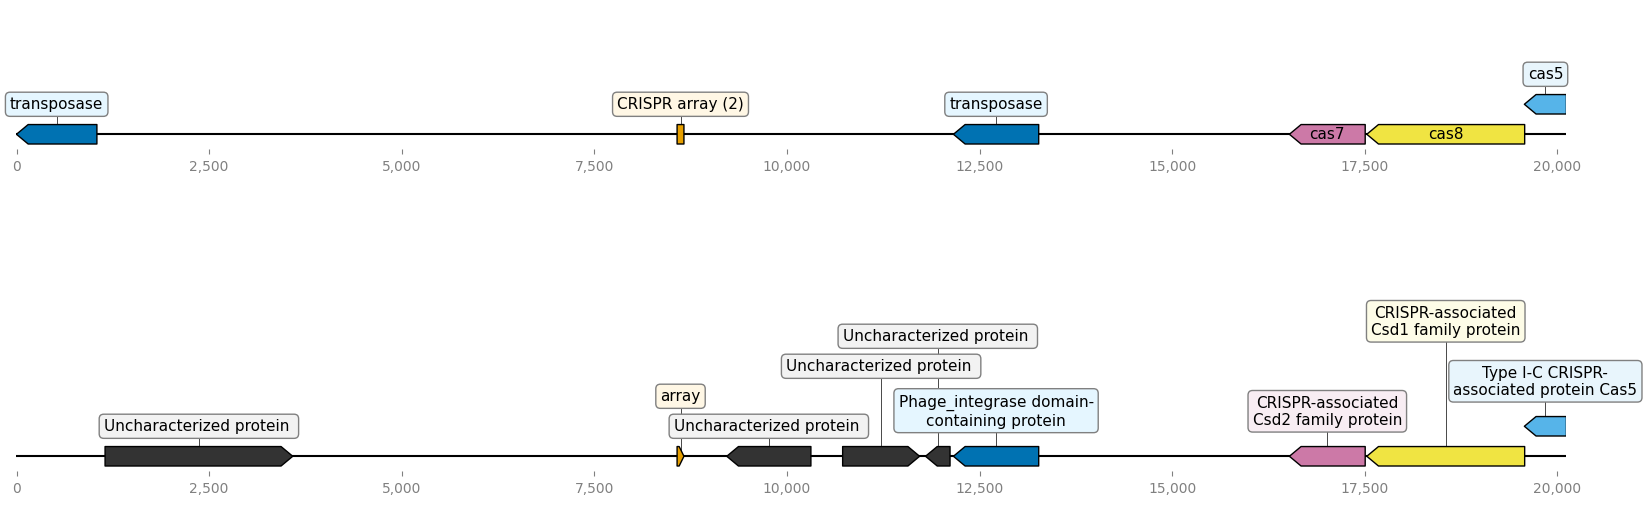 cas5
transposase
CRISPR array (2)
transposase
cas7
cas8
0
2,500
5,000
7,500
10,000
12,500
15,000
17,500
20,000
CRISPR-associated
Csd1 family protein
Uncharacterized protein
Uncharacterized protein
Type I-C CRISPR-
associated protein Cas5
array
Phage_integrase domain-
containing protein
CRISPR-associated
Csd2 family protein
Uncharacterized protein
Uncharacterized protein
0
2,500
5,000
7,500
10,000
12,500
15,000
17,500
20,000